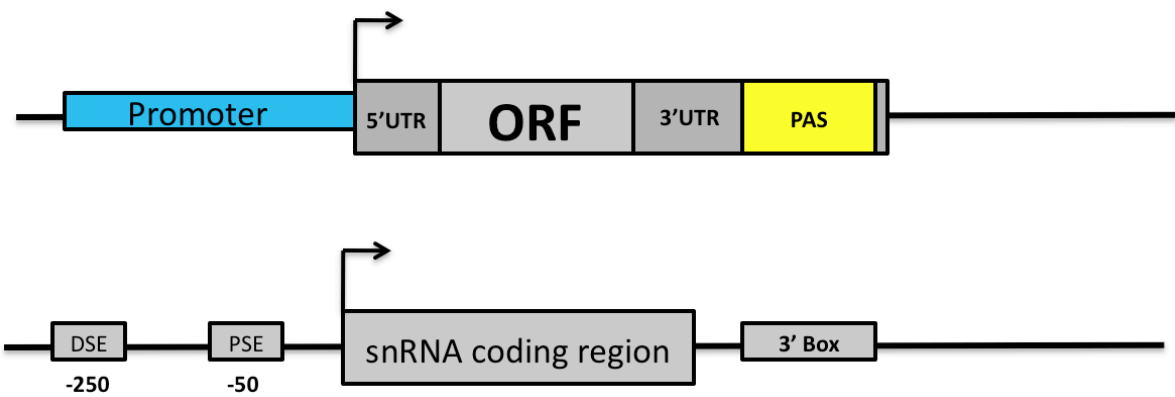 Promoter
5'UTR
ORF
3'UTR
PAS
DSE
PSE
snRNA coding region
3' Box
-250
-50